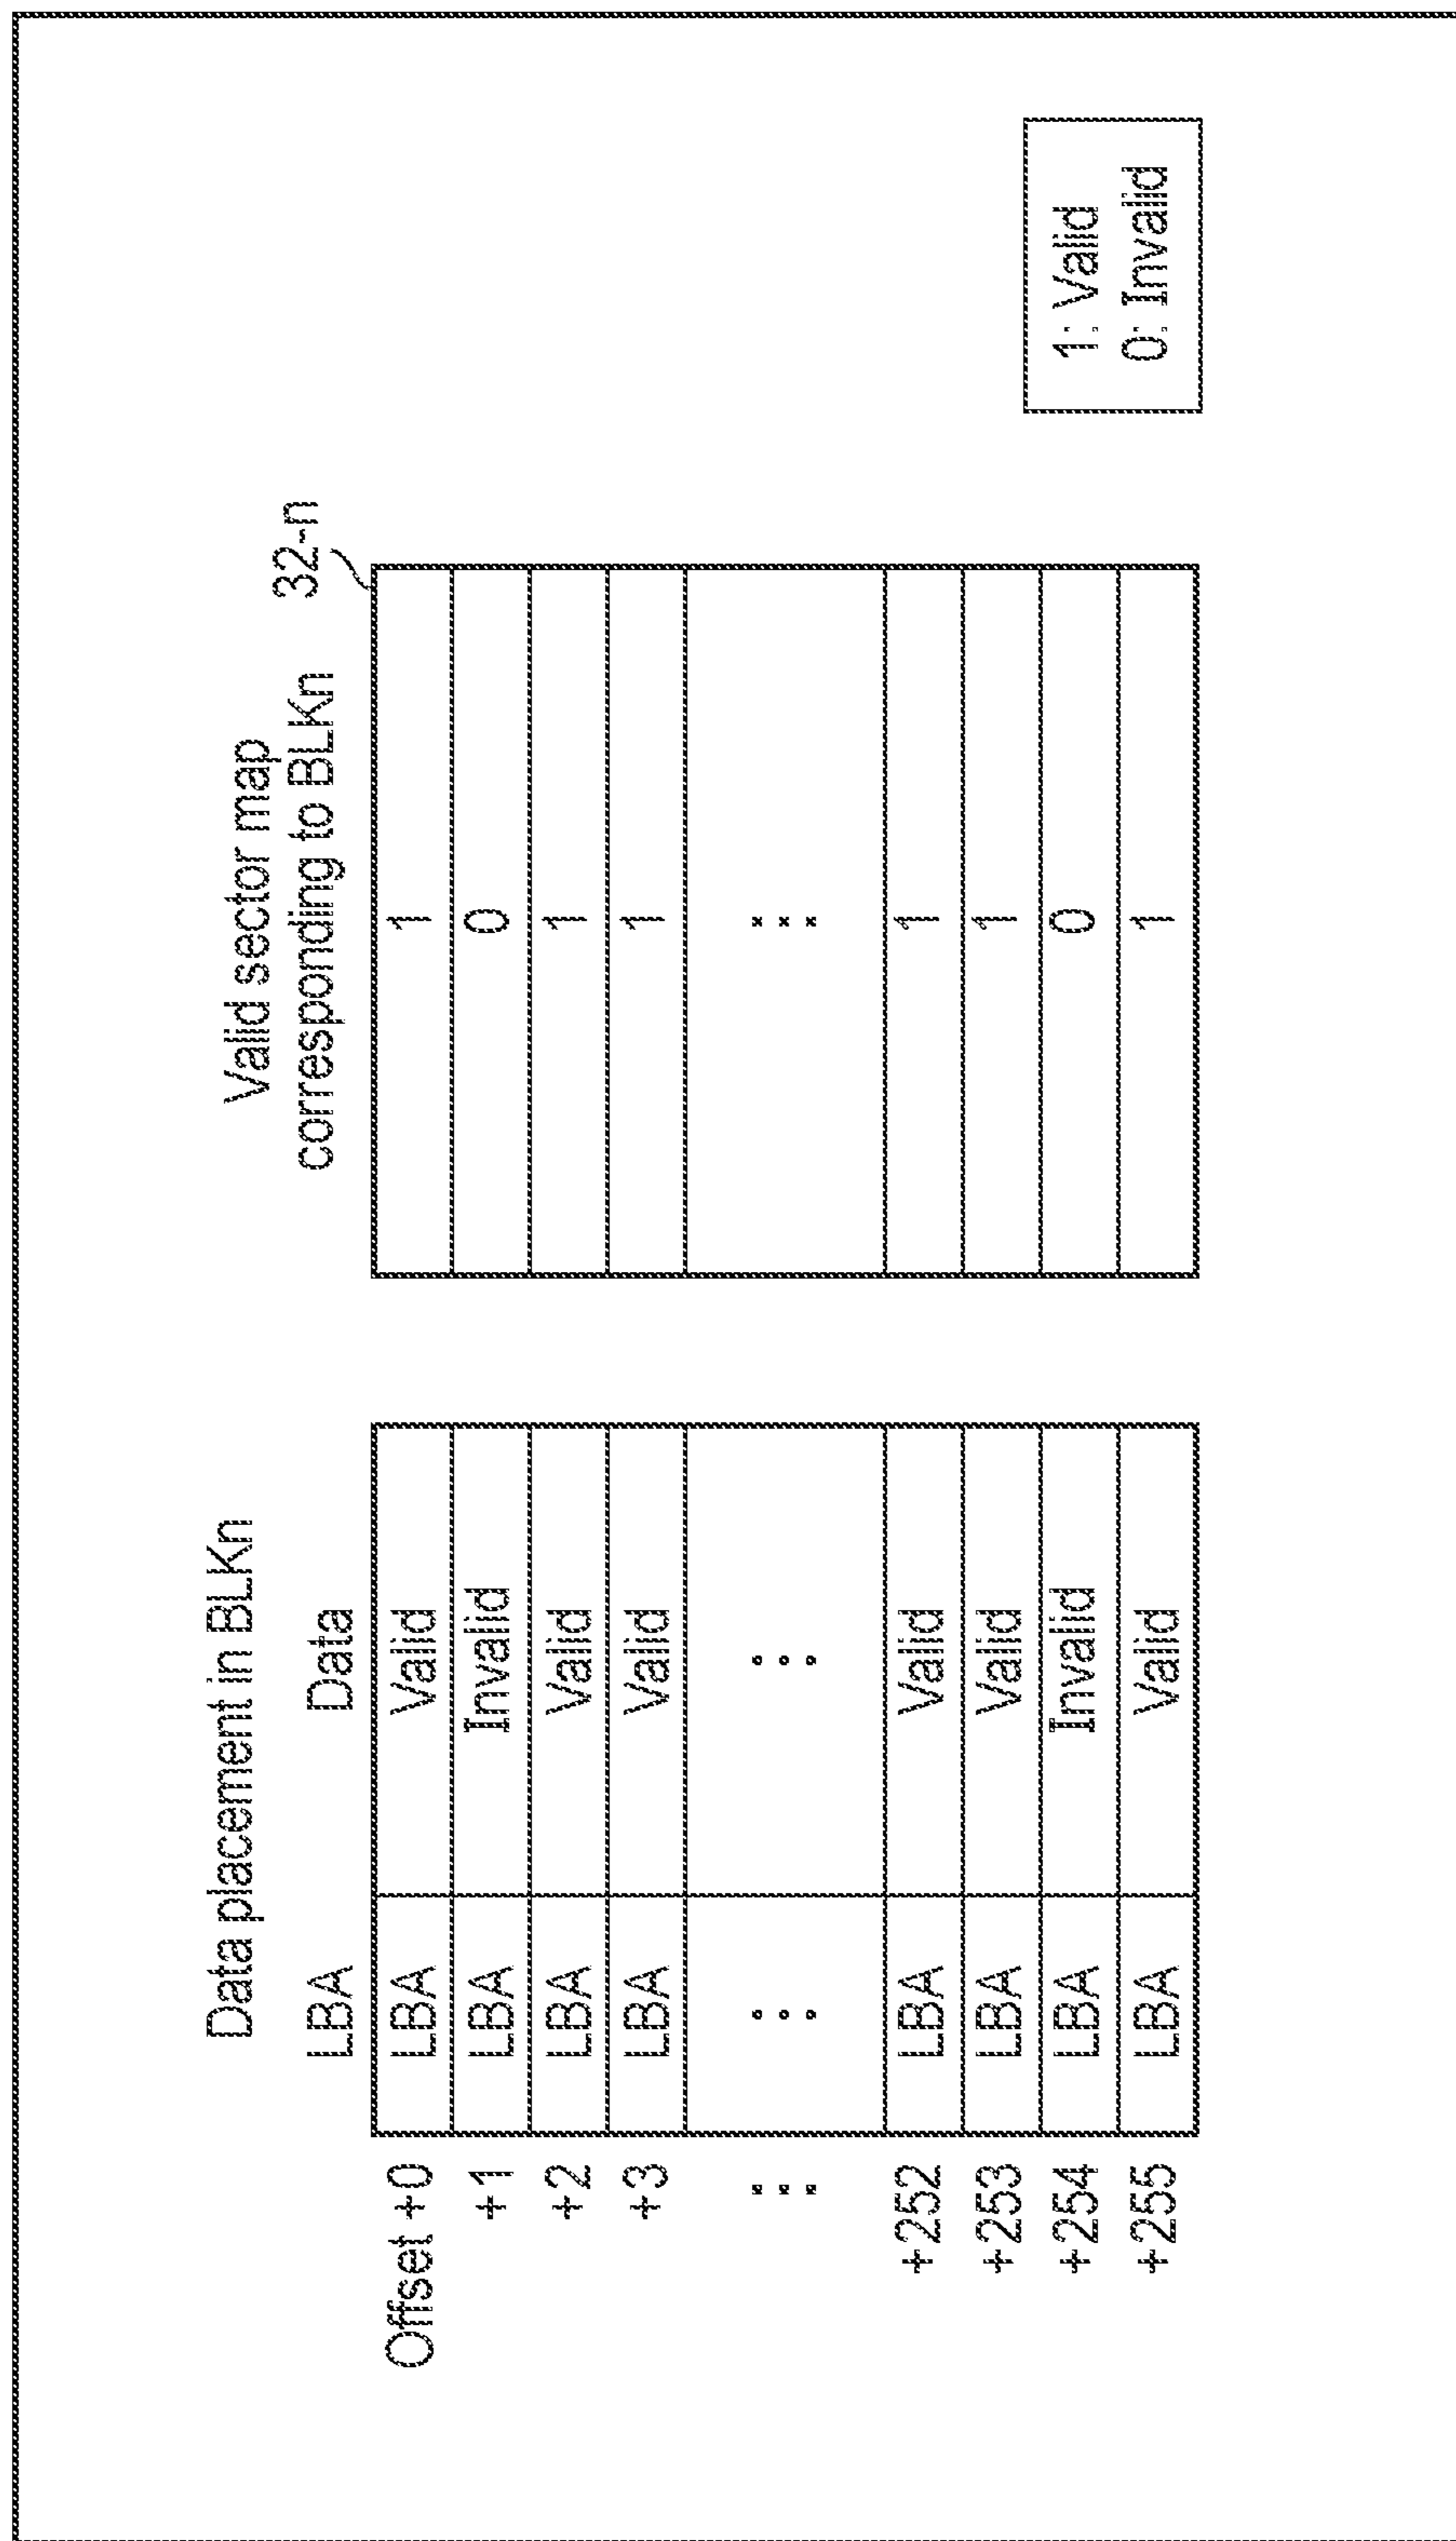 Data placement in BLKn
LBA Data
Offset +0 LBA Valid
+1 LBA Invalid
+2 LBA Valid
+3 LBA Valid
... ... ...
+252 LBA Valid
+253 LBA Valid
+254 LBA Invalid
+255 LBA Valid
Valid sector map
corresponding to BLKn
32-n
1
0
1
1
...
1
1
0
1
1: Valid
0: Invalid